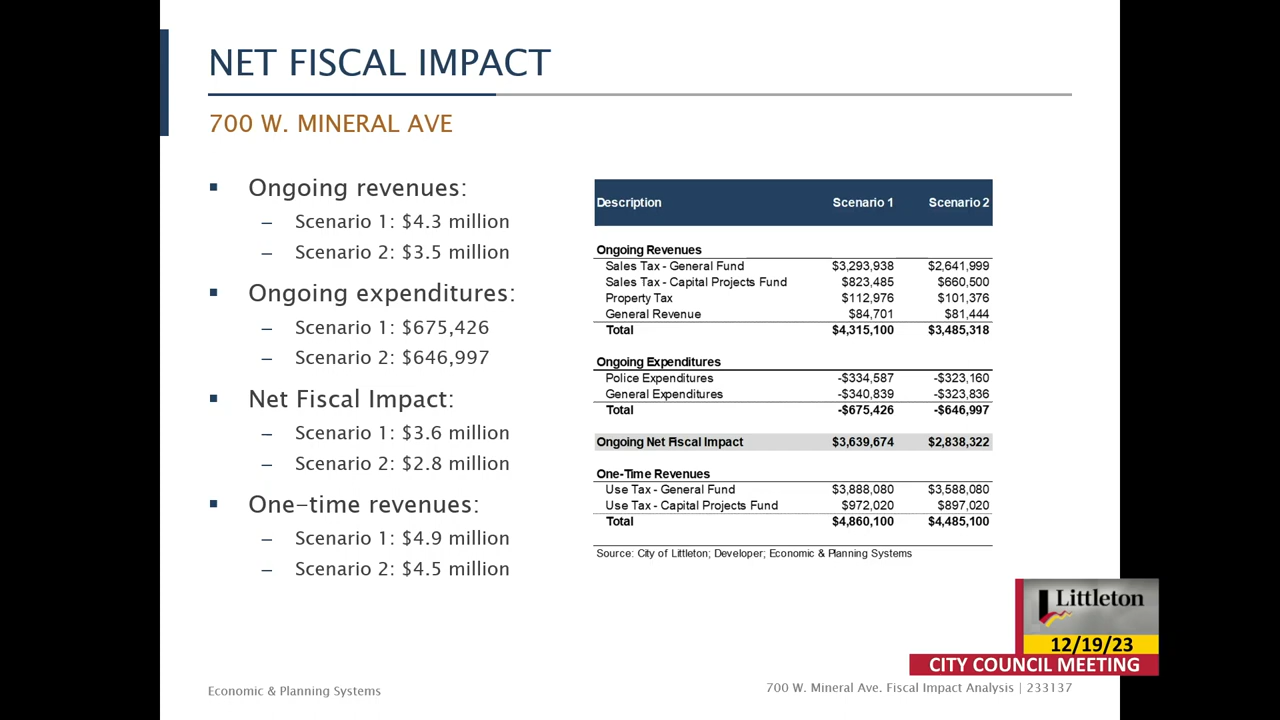 NET FISCAL IMPACT
700 W. MINERAL AVE
▪ Ongoing revenues:
– Scenario 1: $4.3 million
– Scenario 2: $3.5 million
▪ Ongoing expenditures:
– Scenario 1: $675,426
– Scenario 2: $646,997
▪ Net Fiscal Impact:
– Scenario 1: $3.6 million
– Scenario 2: $2.8 million
▪ One-time revenues:
– Scenario 1: $4.9 million
– Scenario 2: $4.5 million
Description Scenario 1 Scenario 2
Ongoing Revenues
Sales Tax - General Fund $3,293,938 $2,641,999
Sales Tax - Capital Projects Fund $823,485 $660,500
Property Tax $112,976 $101,376
General Revenue $84,701 $81,444
Total $4,315,100 $3,485,318
Ongoing Expenditures
Police Expenditures -$334,587 -$323,160
General Expenditures -$340,839 -$323,836
Total -$675,426 -$646,997
Ongoing Net Fiscal Impact $3,639,674 $2,838,322
One-Time Revenues
Use Tax - General Fund $3,888,080 $3,588,080
Use Tax - Capital Projects Fund $972,020 $897,020
Total $4,860,100 $4,485,100
Source: City of Littleton; Developer; Economic & Planning Systems
Littleton
12/19/23
CITY COUNCIL MEETING
Economic & Planning Systems
700 W. Mineral Ave. Fiscal Impact Analysis | 233137